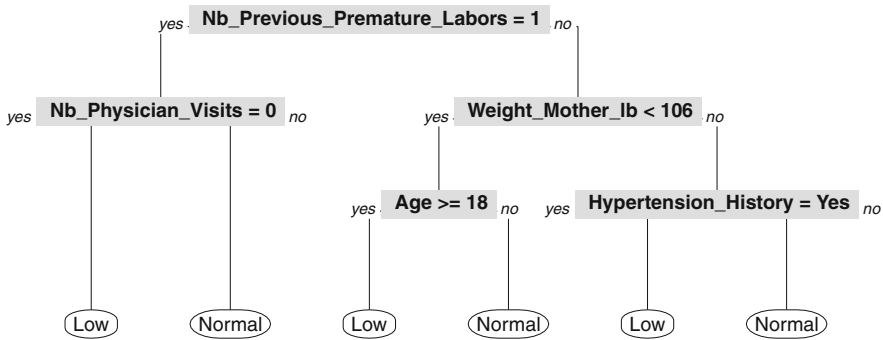 yes Nb_Previous_Premature_Labors = 1 no
yes Nb_Physician_Visits = 0 no
yes Weight_Mother_lb < 106 no
yes Age >= 18 no
yes Hypertension_History = Yes no
Low
Normal
Low
Normal
Low
Normal